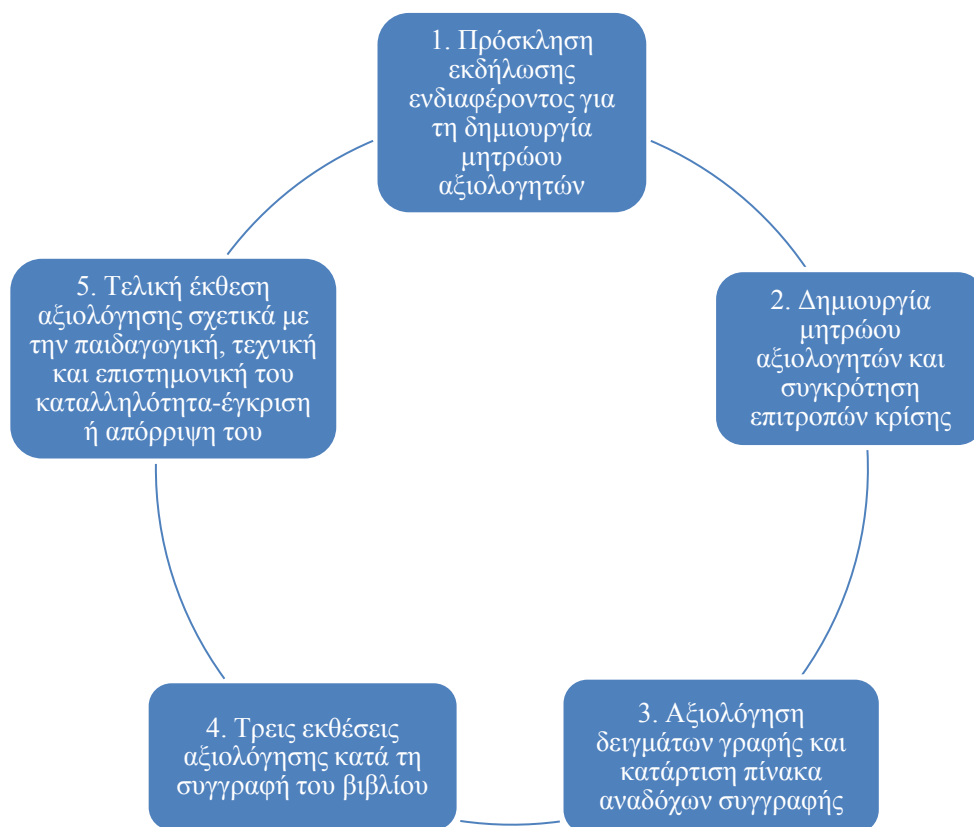 1. Πρόσκληση
εκδήλωσης
ενδιαφέροντος για
τη δημιουργία
μητρώου
αξιολογητών
2. Δημιουργία
μητρώου
αξιολογητών και
συγκρότηση
επιτροπών κρίσης
3. Αξιολόγηση
δειγμάτων γραφής και
κατάρτιση πίνακα
αναδόχων συγγραφής
4. Τρεις εκθέσεις
αξιολόγησης κατά τη
συγγραφή του βιβλίου
5. Τελική έκθεση
αξιολόγησης σχετικά με
την παιδαγωγική, τεχνική
και επιστημονική του
καταλληλότητα-έγκριση
ή απόρριψη του